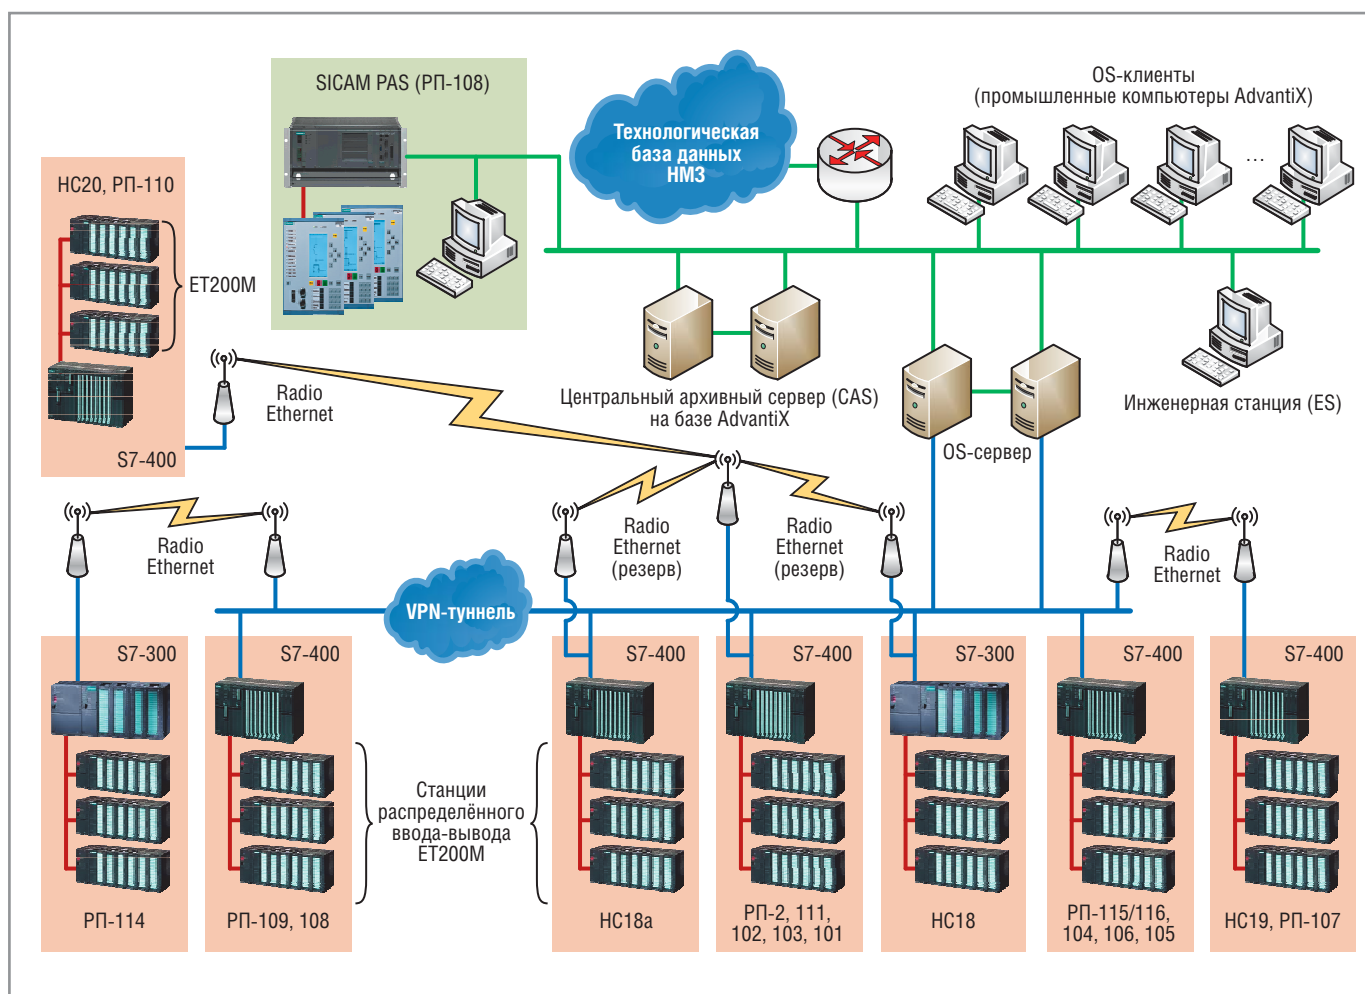 SICAM PAS (РП-108)
Технологическая
база данных
НМЗ
OS-клиенты
(промышленные компьютеры AdvantiX)
...
НС20, РП-110
ET200M
S7-400
Radio
Ethernet
Центральный архивный сервер (CAS)
на базе AdvantiX
OS-сервер
Инженерная станция (ES)
Radio
Ethernet
Radio
Ethernet
(резерв)
Radio
Ethernet
(резерв)
Radio
Ethernet
VPN-туннель
S7-300
S7-400
S7-400
S7-400
S7-300
S7-400
S7-400
Станции
распределённого
ввода-вывода
ET200M
РП-114
РП-109, 108
НС18а
РП-2, 111,
102, 103, 101
НС18
РП-115/116,
104, 106, 105
НС19, РП-107